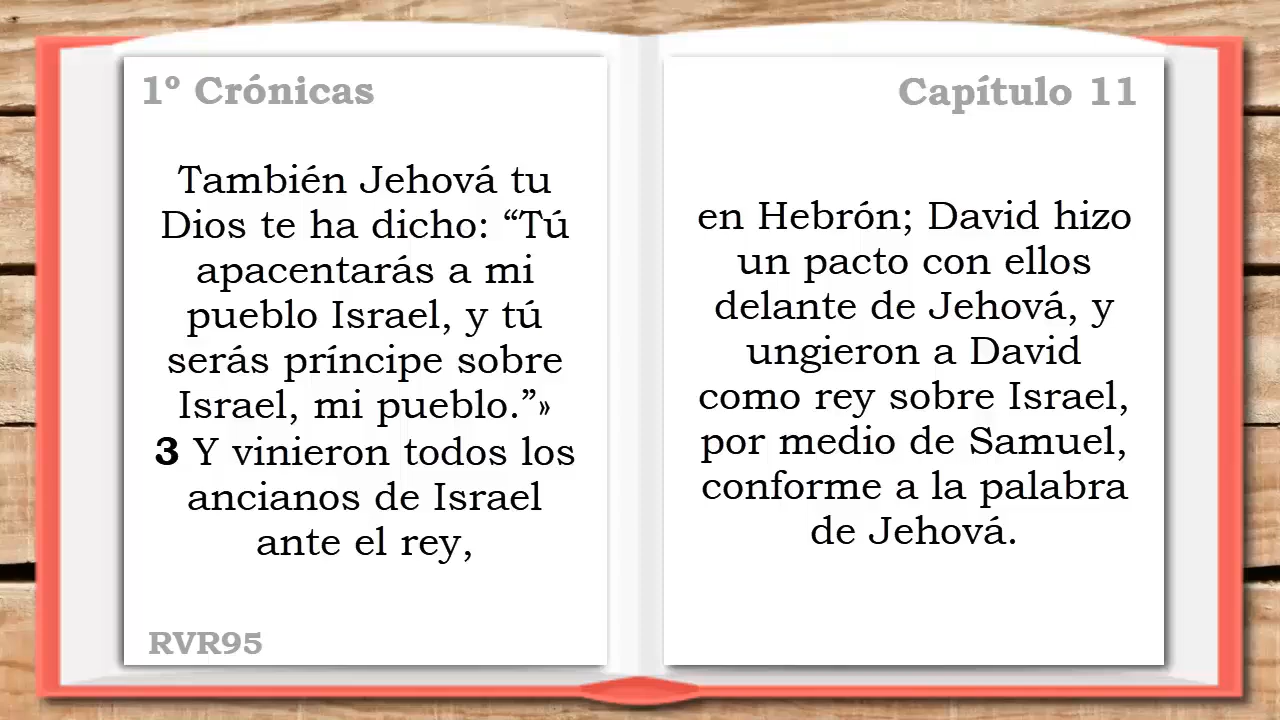 1º Crónicas
También Jehová tu
Dios te ha dicho: “Tú
apacentarás a mi
pueblo Israel, y tú
serás príncipe sobre
Israel, mi pueblo.”»
3 Y vinieron todos los
ancianos de Israel
ante el rey,
RVR95
Capítulo 11
en Hebrón; David hizo
un pacto con ellos
delante de Jehová, y
ungieron a David
como rey sobre Israel,
por medio de Samuel,
conforme a la palabra
de Jehová.